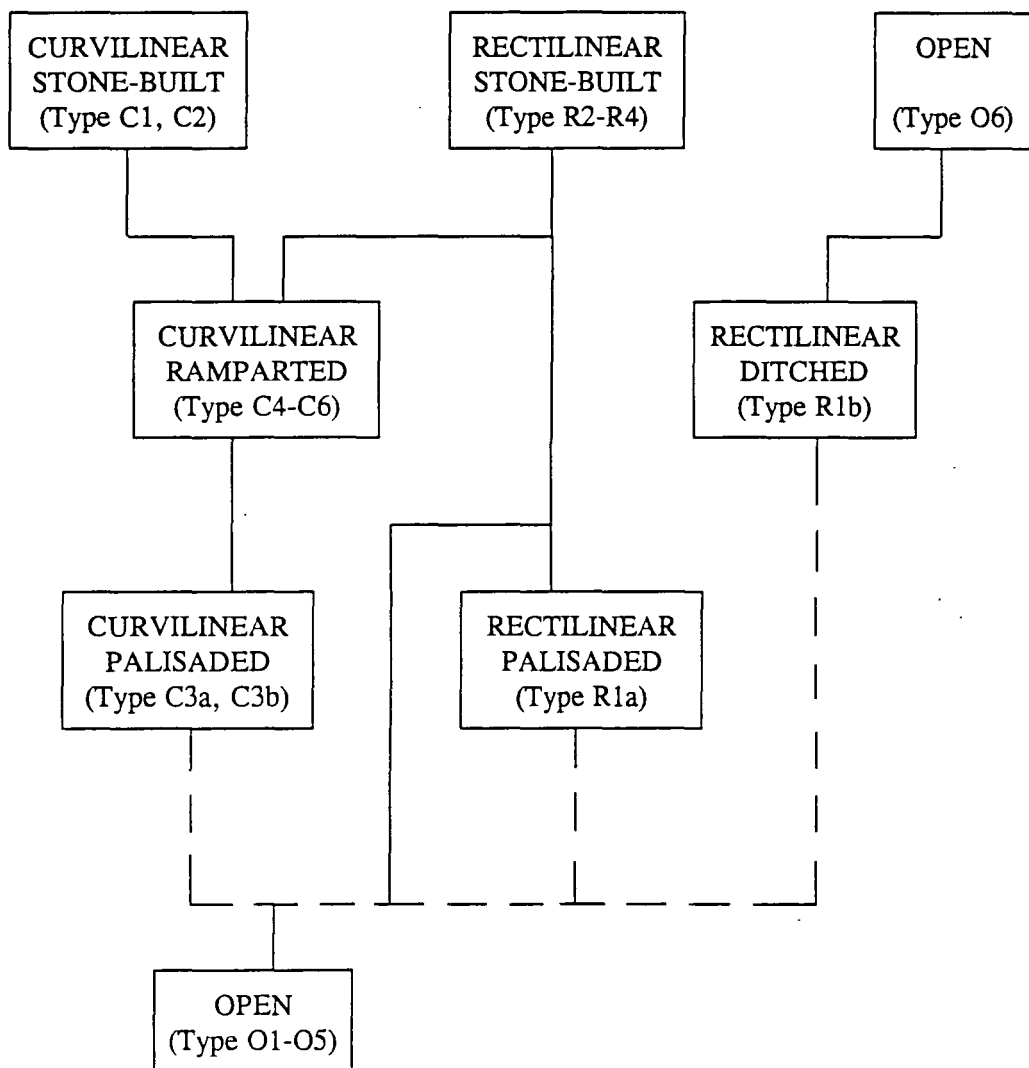 CURVILINEAR
STONE-BUILT
(Type C1, C2)
RECTILINEAR
STONE-BUILT
(Type R2-R4)
OPEN
(Type O6)
CURVILINEAR
RAMPARTED
(Type C4-C6)
RECTILINEAR
DITCHED
(Type R1b)
CURVILINEAR
PALISADED
(Type C3a, C3b)
RECTILINEAR
PALISADED
(Type R1a)
OPEN
(Type O1-O5)